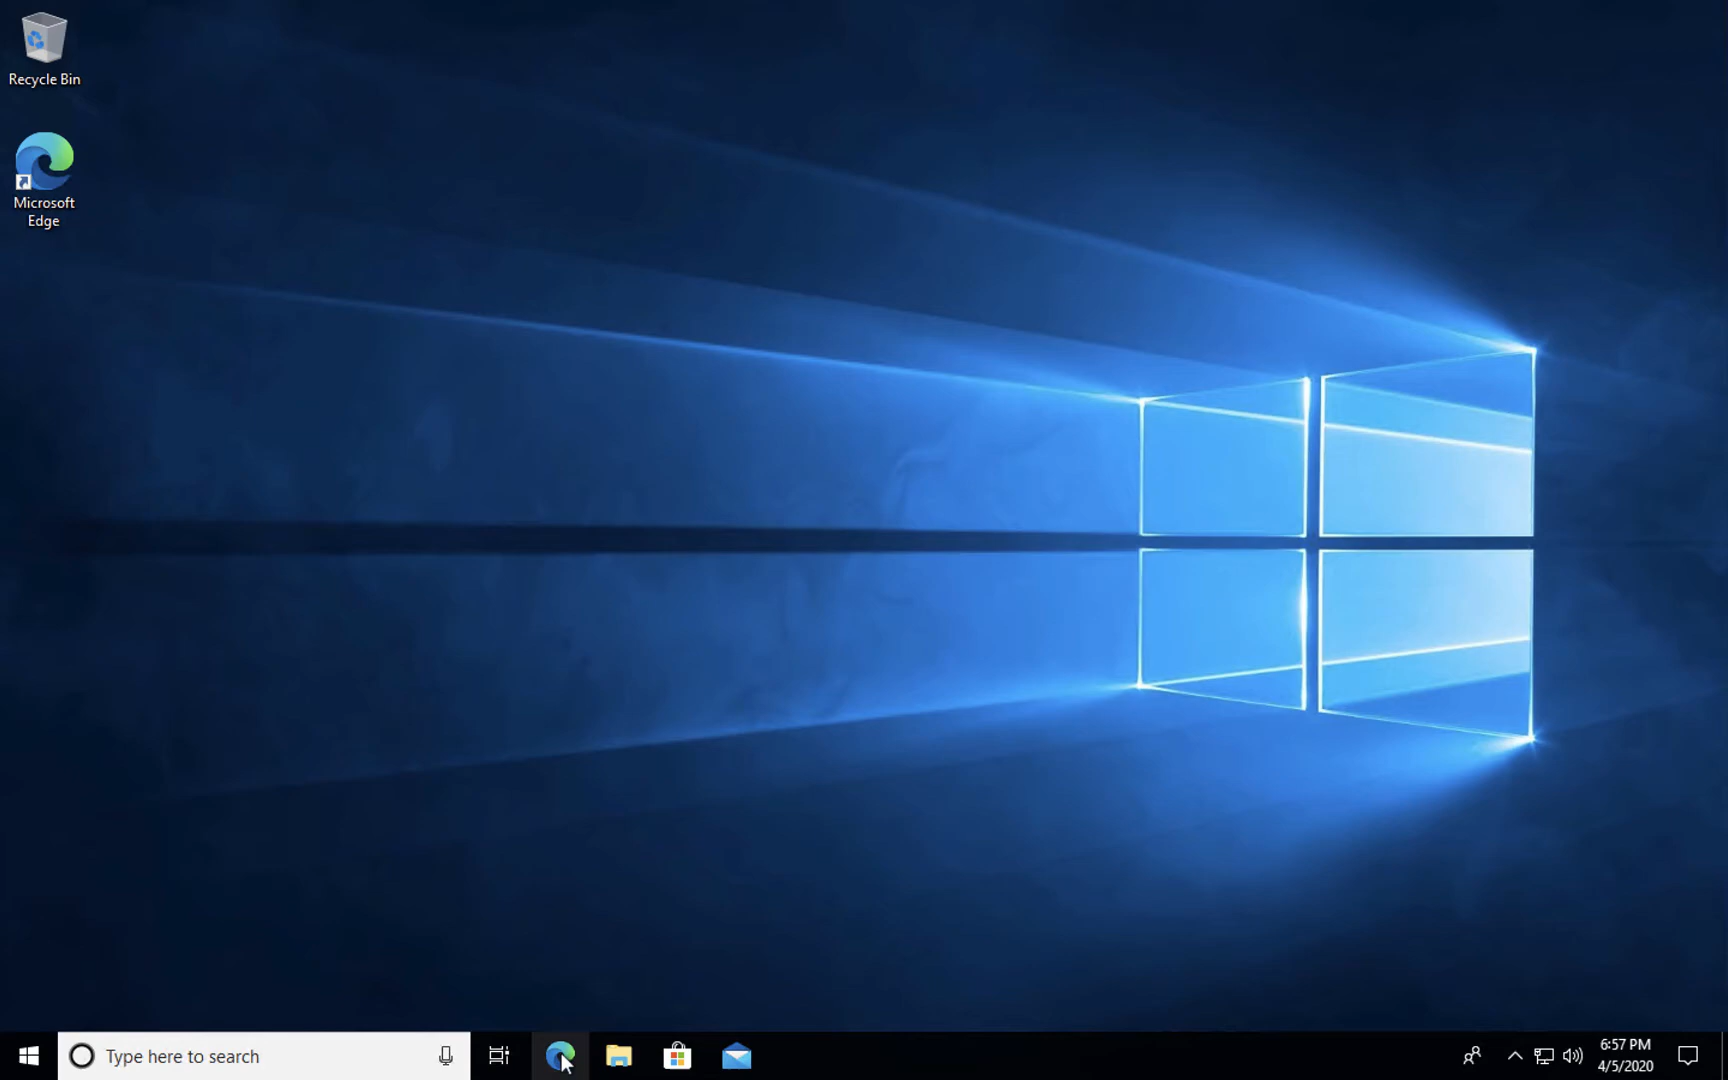 Recycle Bin
Microsoft
Edge
Type here to search
6:57 PM
4/5/2020